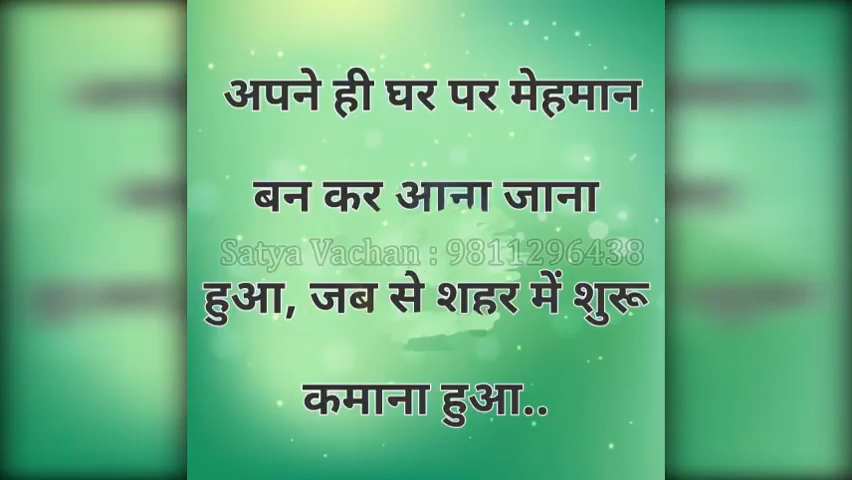 अपने ही घर पर मेहमान
बन कर आना जाना
Satya Vachan : 9811296438
हुआ, जब से शहर में शुरू
कमाना हुआ..